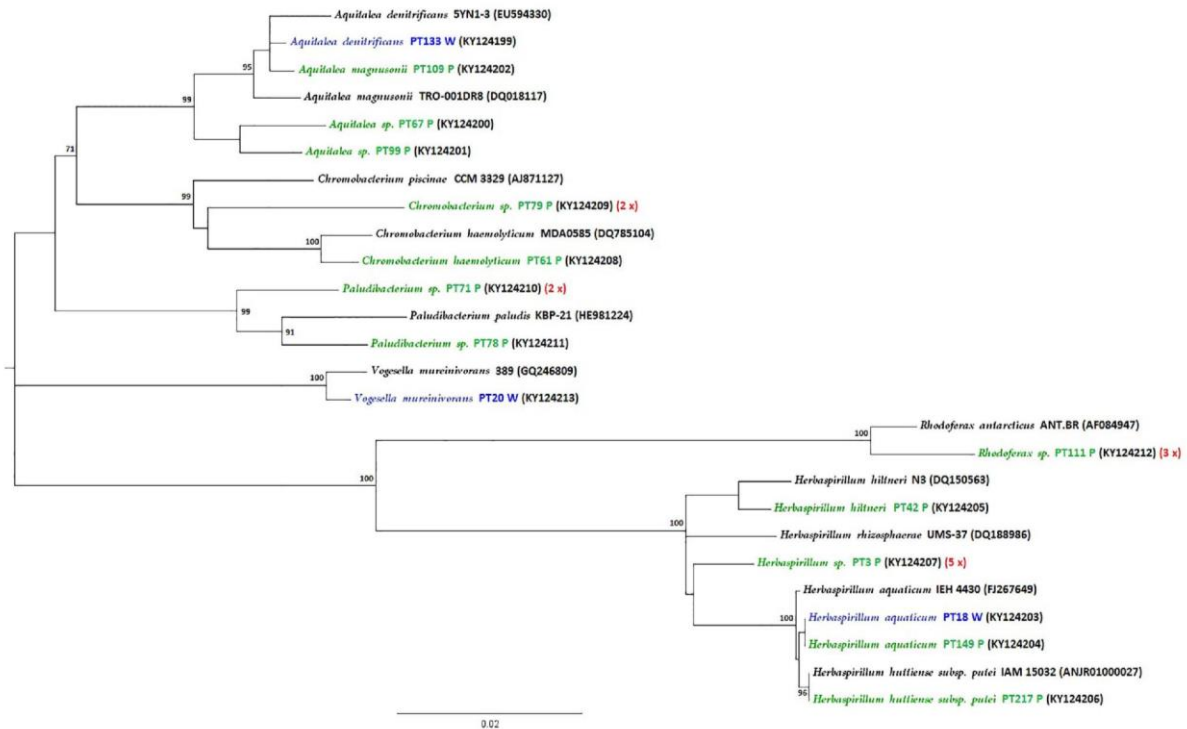 Aquitalea denitrificans 5YN1-3 (EU594330)
Aquitalea denitrificans PT133 W (KY124199)
95
Aquitalea magnusonii PT109 P (KY124202)
99
Aquitalea magnusonii TRO-001DR8 (DQ018117)
Aquitalea sp. PT67 P (KY124200)
71
Aquitalea sp. PT99 P (KY124201)
Chromobacterium piscinae CCM 3329 (AJ871127)
99
Chromobacterium sp. PT79 P (KY124209) (2 x)
Chromobacterium haemolyticum MDA0585 (DQ785104)
100
Chromobacterium haemolyticum PT61 P (KY124208)
Paludibacterium sp. PT71 P (KY124210) (2 x)
99
Paludibacterium paludis KBP-21 (HE981224)
91
Paludibacterium sp. PT78 P (KY124211)
Vogesella mureinivorans 389 (GQ246809)
100
Vogesella mureinivorans PT20 W (KY124213)
Rhodoferax antarcticus ANT.BR (AF084947)
100
Rhodoferax sp. PT111 P (KY124212) (3 x)
100
Herbaspirillum hiltneri N3 (DQ150563)
Herbaspirillum hiltneri PT42 P (KY124205)
100
Herbaspirillum rhizosphaerae UMS-37 (DQ188986)
Herbaspirillum sp. PT3 P (KY124207) (5 x)
Herbaspirillum aquaticum IEH 4430 (FJ267649)
100
Herbaspirillum aquaticum PT18 W (KY124203)
Herbaspirillum aquaticum PT149 P (KY124204)
Herbaspirillum huttiense subsp. putei IAM 15032 (ANJR01000027)
96
Herbaspirillum huttiense subsp. putei PT217 P (KY124206)
0.02